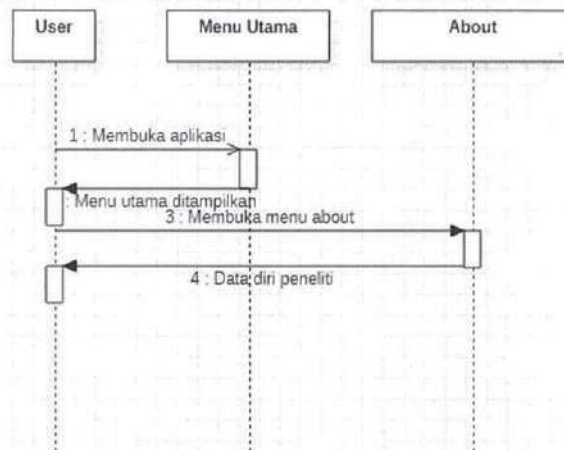 User
Menu Utama
About
1 : Membuka aplikasi
: Menu utama ditampilkan
3 : Membuka menu about
4 : Data diri peneliti